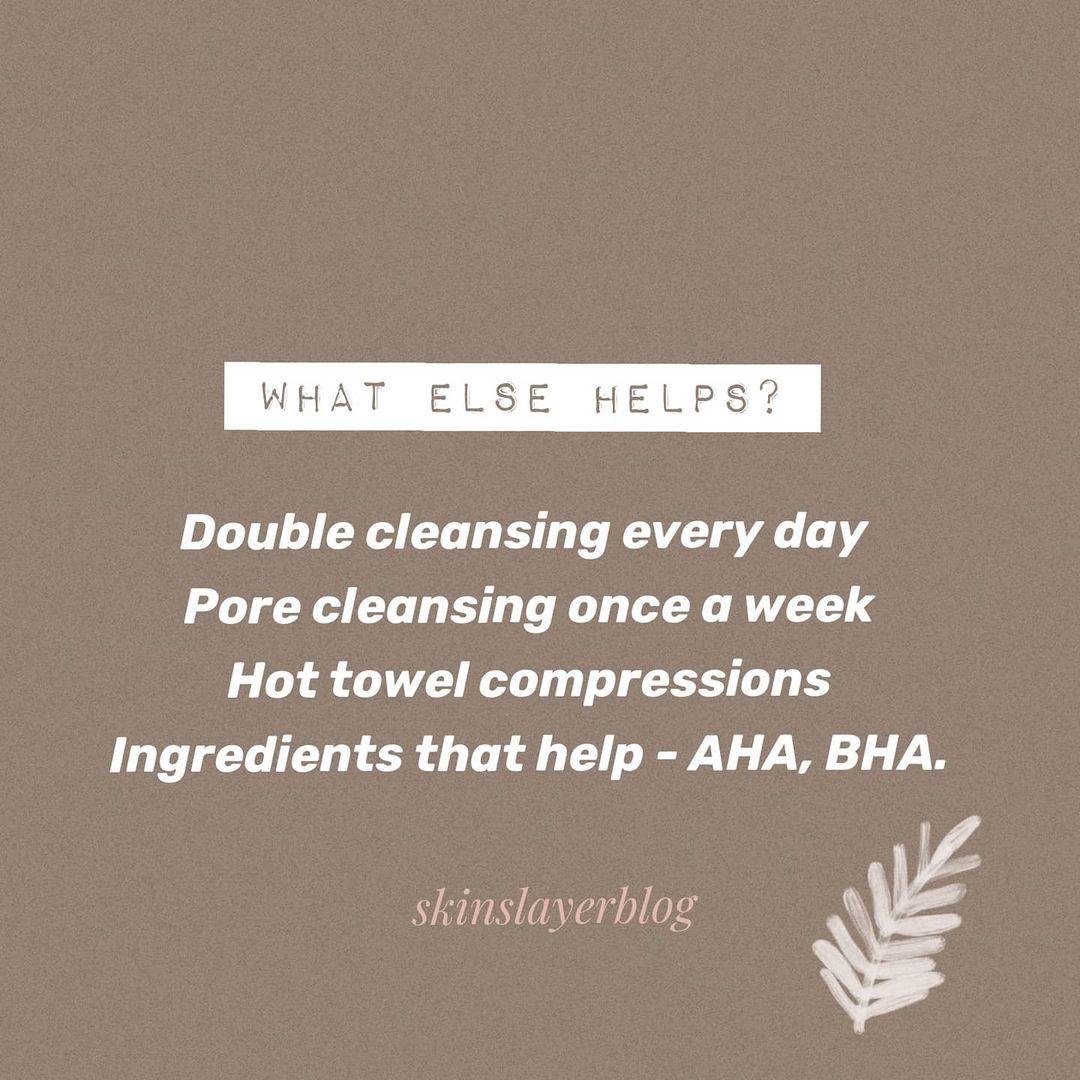 WHAT ELSE HELPS?
Double cleansing every day
Pore cleansing once a week
Hot towel compressions
Ingredients that help - AHA, BHA.
skinslayerblog